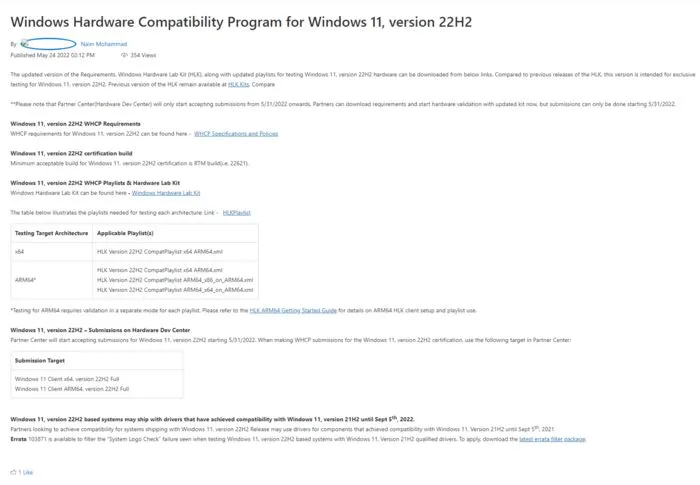 Windows Hardware Compatibility Program for Windows 11, version 22H2
By Naim Mohammad
Published May 24 2022 02:12 PM 354 Views
The updated version of the Requirements, Windows Hardware Lab Kit (HLK), along with updated playlists for testing Windows 11, version 22H2 hardware can be downloaded from below links. Compared to previous releases of the HLK, this version is intended for exclusive
testing for Windows 11, version 22H2. Previous version of the HLK remain available at HLK Kits. Compare
**Please note that Partner Center(Hardware Dev Center) will only start accepting submissions from 5/31/2022 onwards. Partners can download requirements and start hardware validation with updated kit now, but submissions can only be done starting 5/31/2022.
Windows 11, version 22H2 WHCP Requirements
WHCP requirements for Windows 11, version 22H2 can be found here - WHCP Specifications and Policies
Windows 11, version 22H2 certification build
Minimum acceptable build for Windows 11, version 22H2 certification is RTM build(i.e. 22621).
Windows 11, version 22H2 WHCP Playlists & Hardware Lab Kit
Windows Hardware Lab Kit can be found here - Windows Hardware Lab Kit
The table below illustrates the playlists needed for testing each architecture: Link - HLKPlaylist
Testing Target Architecture Applicable Playlist(s)
x64 HLK Version 22H2 CompatPlaylist x64 ARM64.xml
HLK Version 22H2 CompatPlaylist x64 ARM64.xml
ARM64* HLK Version 22H2 CompatPlaylist ARM64_x86_on_ARM64.xml
HLK Version 22H2 CompatPlaylist ARM64_x64_on_ARM64.xml
*Testing for ARM64 requires validation in a separate mode for each playlist. Please refer to the HLK ARM64 Getting Started Guide for details on ARM64 HLK client setup and playlist use.
Windows 11, version 22H2 – Submissions on Hardware Dev Center
Partner Center will start accepting submissions for Windows 11, version 22H2 starting 5/31/2022. When making WHCP submissions for the Windows 11, version 22H2 certification, use the following target in Partner Center:
Submission Target
Windows 11 Client x64, version 22H2 Full
Windows 11 Client ARM64, version 22H2 Full
Windows 11, version 22H2 based systems may ship with drivers that have achieved compatibility with Windows 11, version 21H2 until Sept 5th, 2022.
Partners looking to achieve compatibility for systems shipping with Windows 11, version 22H2 Release may use drivers for components that achieved compatibility with Windows 11, Version 21H2 until Sept 5th, 2021
Errata 103871 is available to filter the "System Logo Check" failure seen when testing Windows 11, version 22H2 based systems with Windows 11, Version 21H2 qualified drivers. To apply, download the latest errata filter package.
1 Like